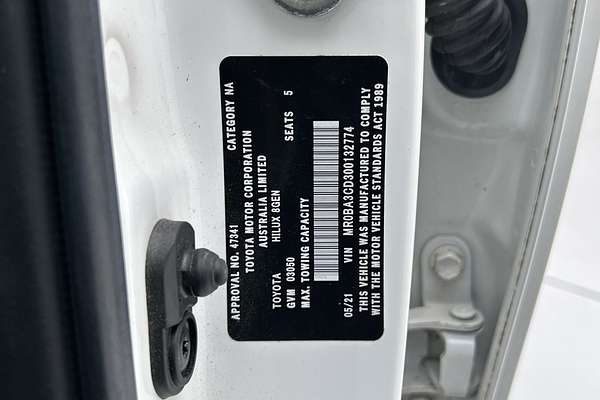 APPROVAL NO. 47341 CATEGORY NA
TOYOTA MOTOR CORPORATION
AUSTRALIA LIMITED
TOYOTA HILUX 8GEN
GVM 03050 SEATS 5
MAX. TOWING CAPACITY
05/21 VIN MR0BA3CD300132774
THIS VEHICLE WAS MANUFACTURED TO COMPLY
WITH THE MOTOR VEHICLE STANDARDS ACT 1989